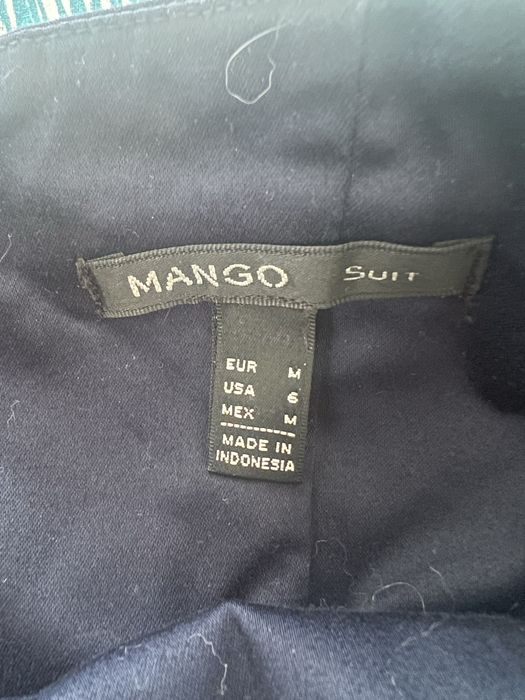 MANGO SUIT
EUR M
USA 6
MEX M
MADE IN
INDONESIA